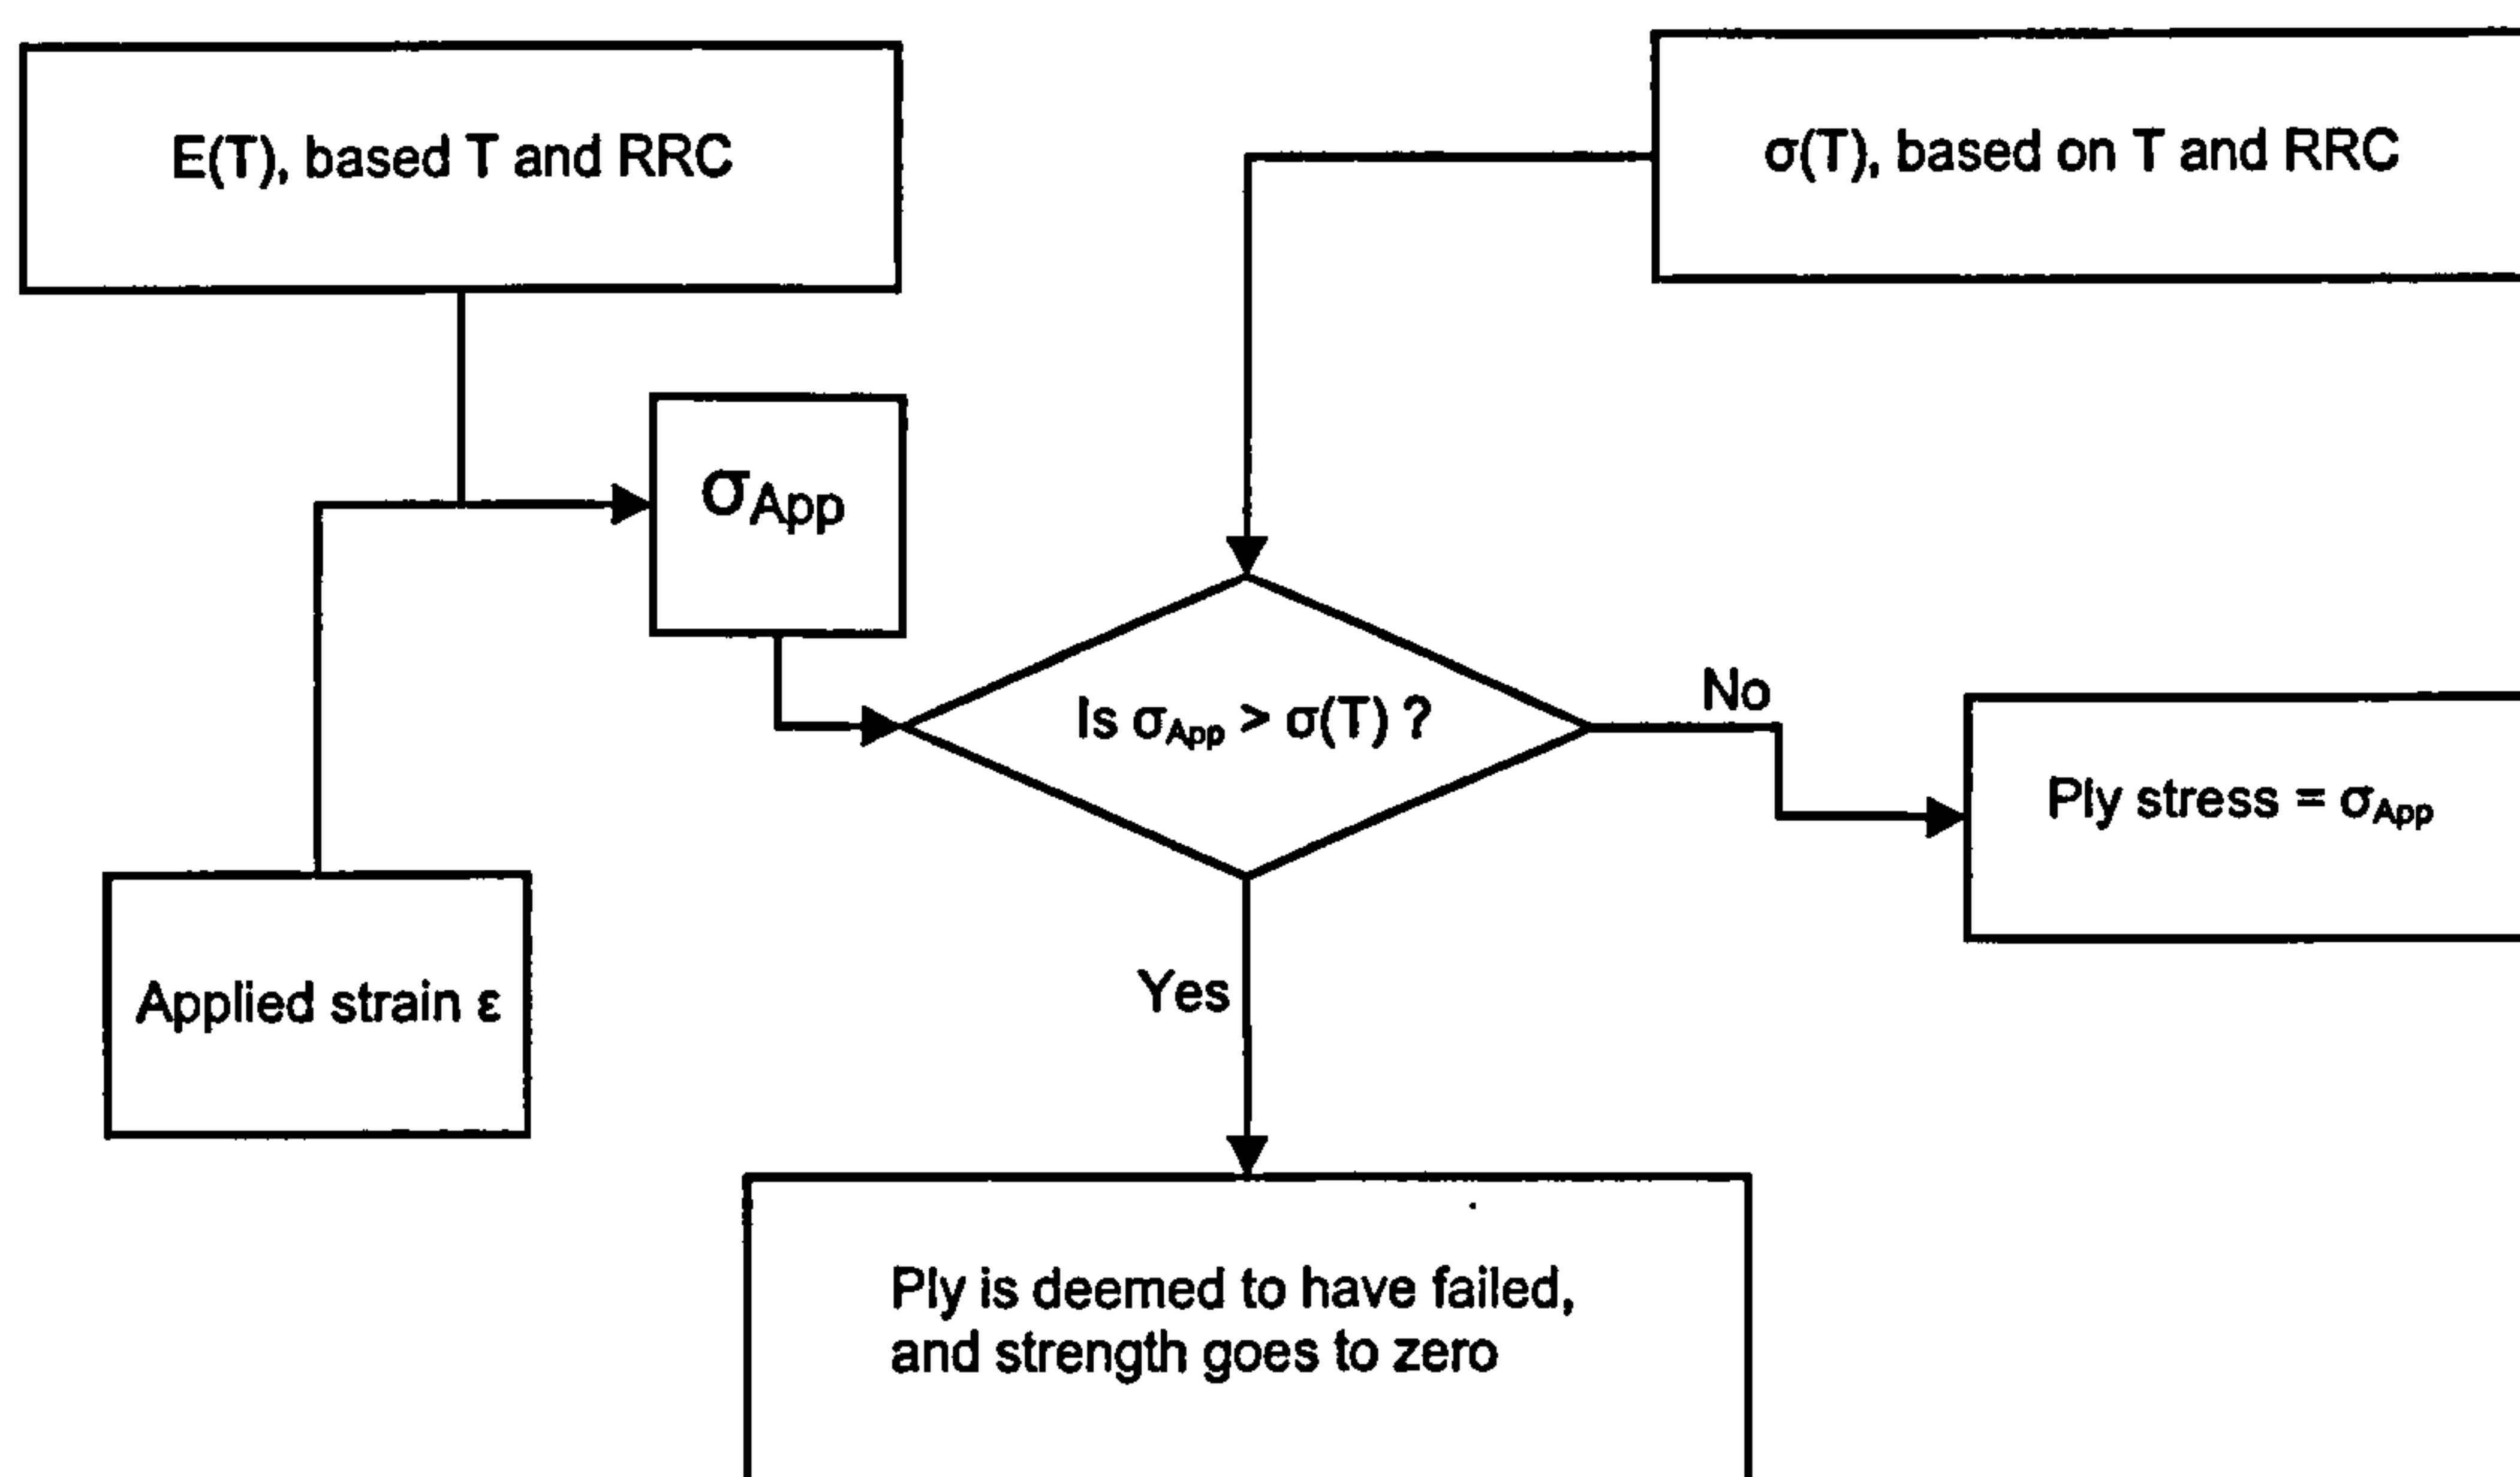 E(T), based T and RRC
σ(T), based on T and RRC
σApp
Is σApp > σ(T) ?
No
Ply stress = σApp
Applied strain ε
Yes
Ply is deemed to have failed,
and strength goes to zero